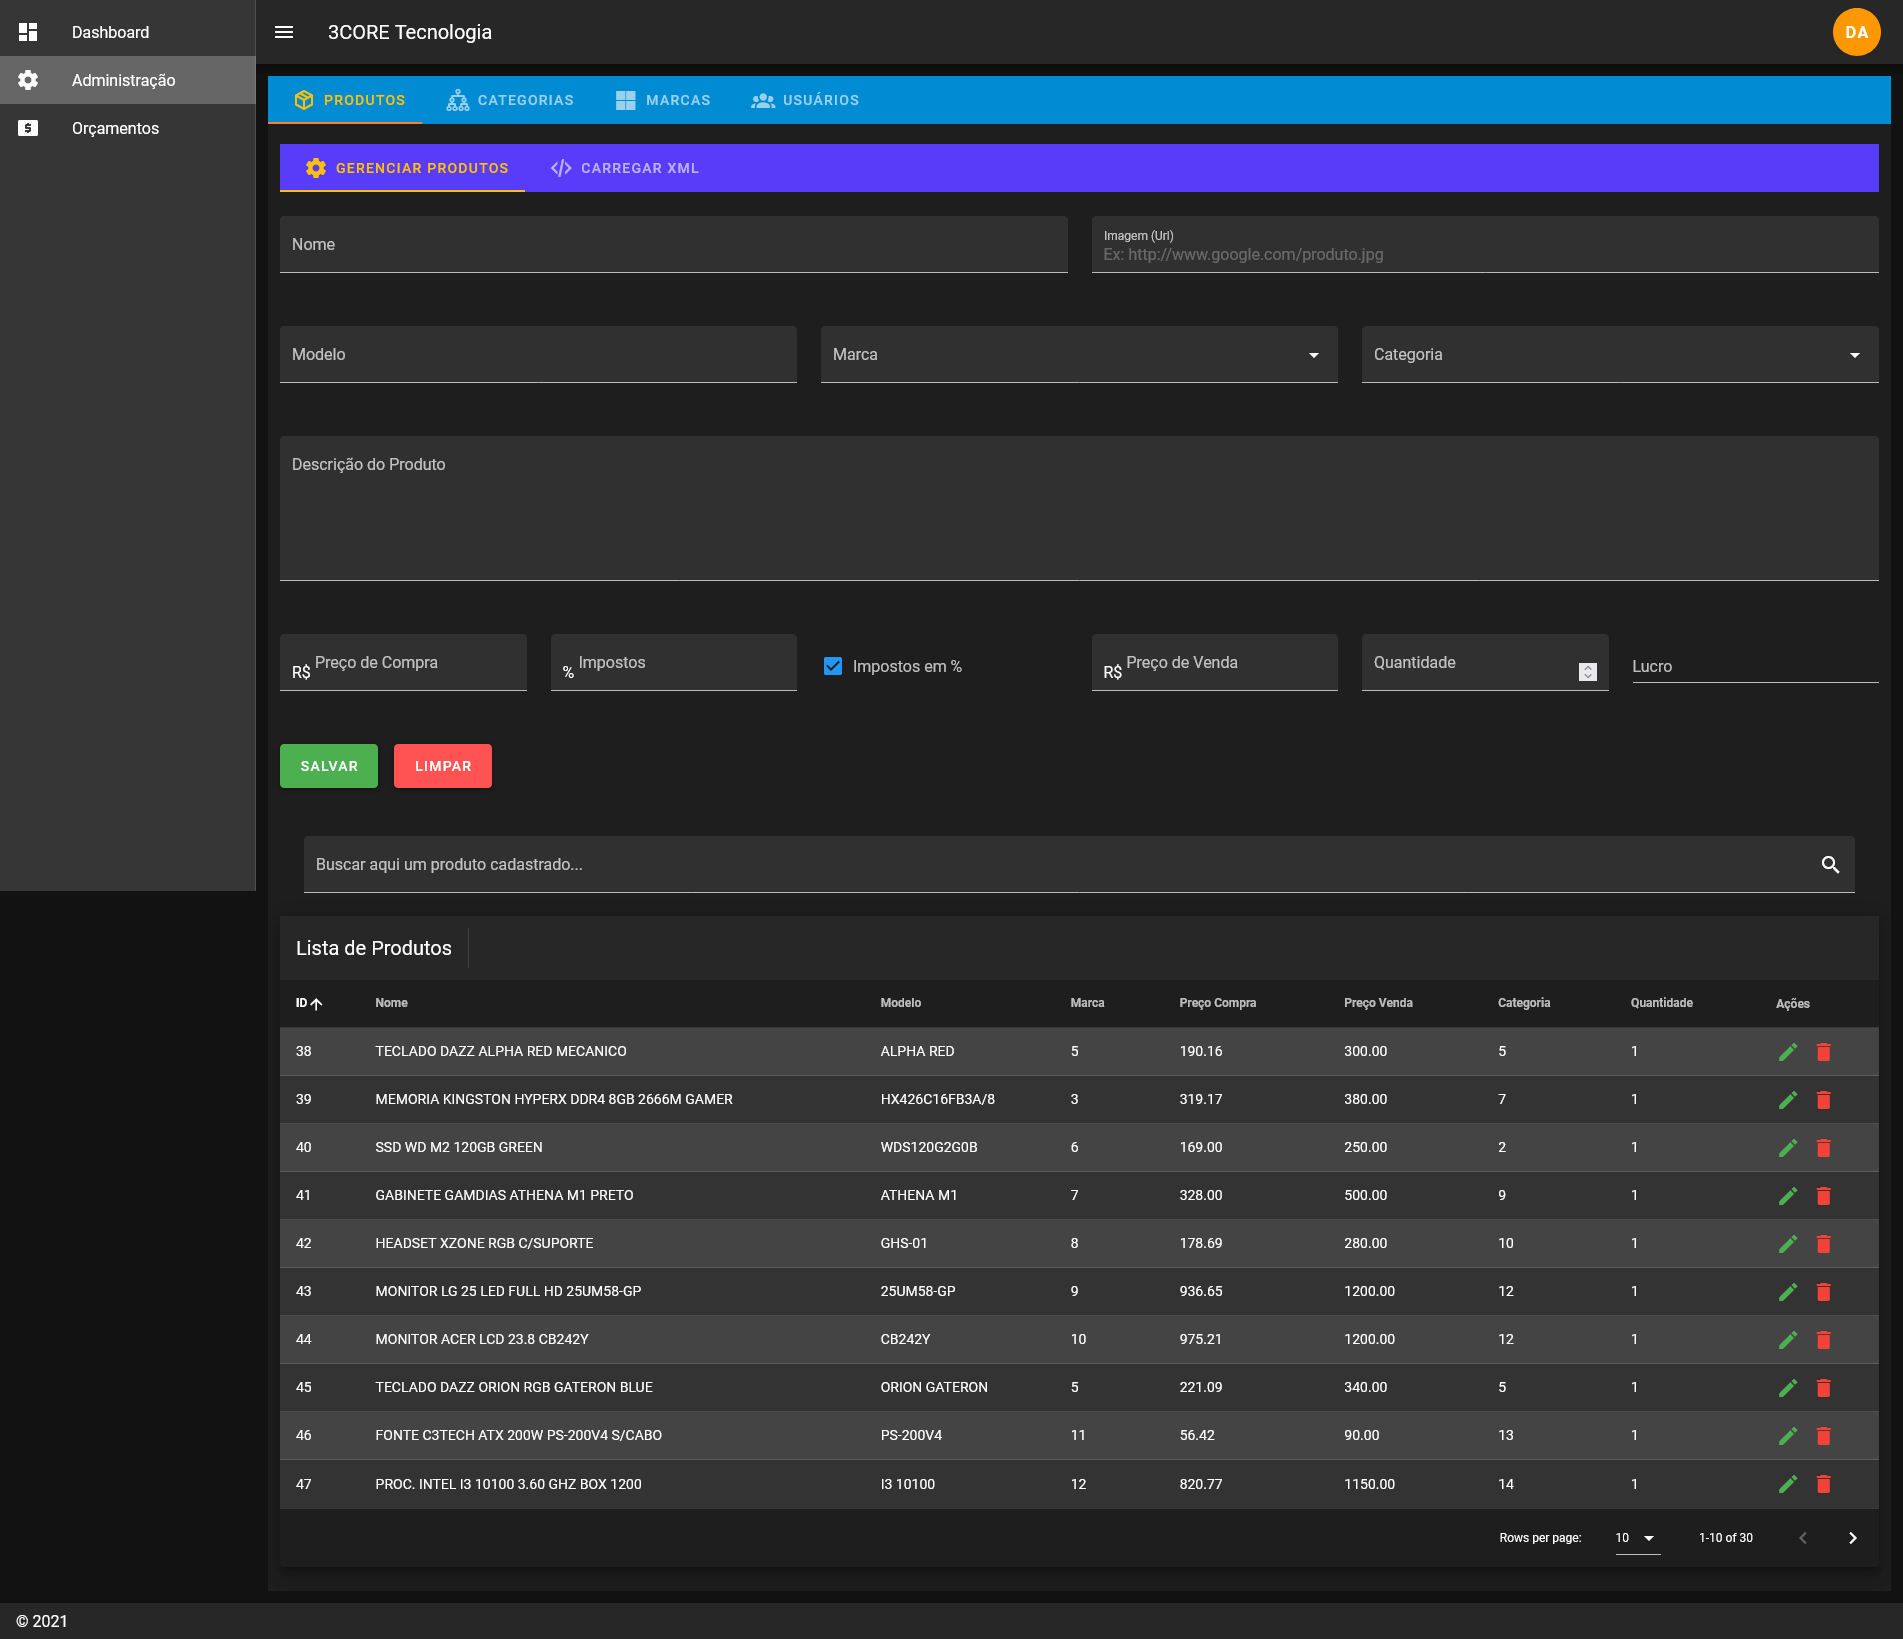 Dashboard
Administração
Orçamentos
3CORE Tecnologia
DA
PRODUTOS
CATEGORIAS
MARCAS
USUÁRIOS
GERENCIAR PRODUTOS
CARREGAR XML
Nome
Imagem (Url)
Ex: http://www.google.com/produto.jpg
Modelo
Marca
Categoria
Descrição do Produto
R$ Preço de Compra
% Impostos
Impostos em %
R$ Preço de Venda
Quantidade
Lucro
SALVAR
LIMPAR
Buscar aqui um produto cadastrado...
Lista de Produtos
ID Nome Modelo Marca Preço Compra Preço Venda Categoria Quantidade Ações
38 TECLADO DAZZ ALPHA RED MECANICO ALPHA RED 5 190.16 300.00 5 1
39 MEMORIA KINGSTON HYPERX DDR4 8GB 2666M GAMER HX426C16FB3A/8 3 319.17 380.00 7 1
40 SSD WD M2 120GB GREEN WDS120G2G0B 6 169.00 250.00 2 1
41 GABINETE GAMDIAS ATHENA M1 PRETO ATHENA M1 7 328.00 500.00 9 1
42 HEADSET XZONE RGB C/SUPORTE GHS-01 8 178.69 280.00 10 1
43 MONITOR LG 25 LED FULL HD 25UM58-GP 25UM58-GP 9 936.65 1200.00 12 1
44 MONITOR ACER LCD 23.8 CB242Y CB242Y 10 975.21 1200.00 12 1
45 TECLADO DAZZ ORION RGB GATERON BLUE ORION GATERON 5 221.09 340.00 5 1
46 FONTE C3TECH ATX 200W PS-200V4 S/CABO PS-200V4 11 56.42 90.00 13 1
47 PROC. INTEL I3 10100 3.60 GHZ BOX 1200 I3 10100 12 820.77 1150.00 14 1
Rows per page: 10 1-10 of 30
© 2021